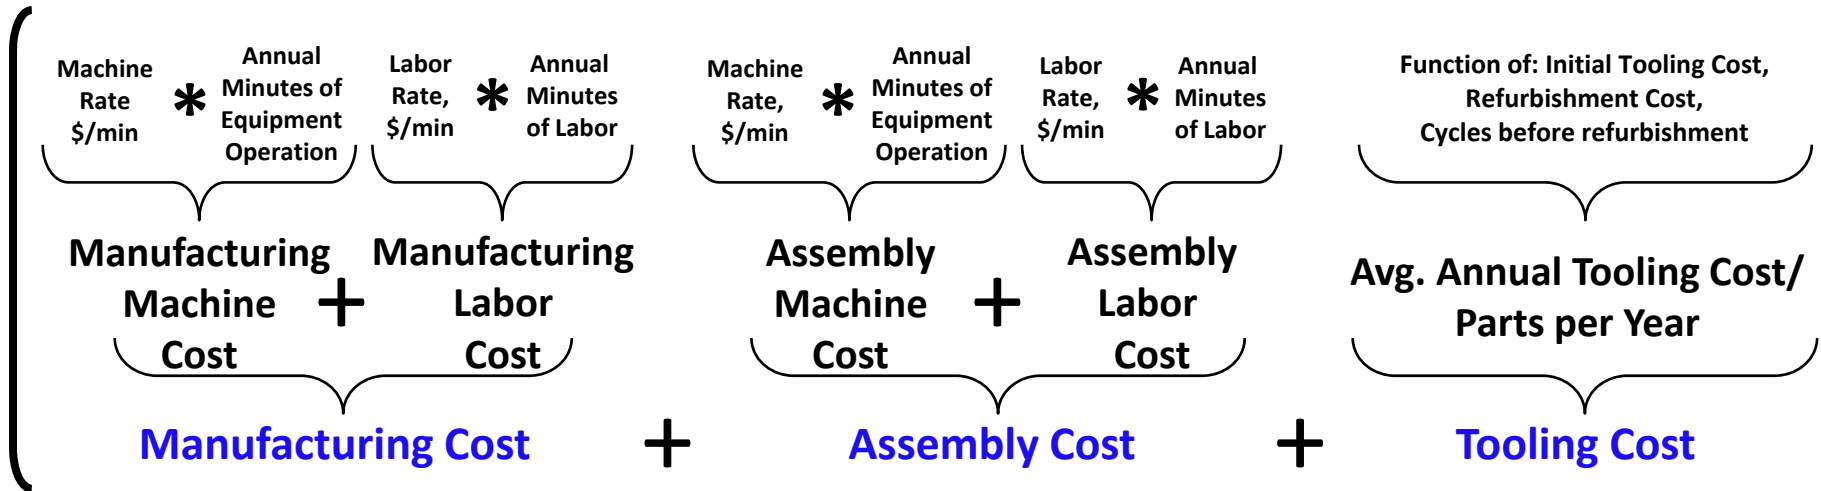 Machine
Rate
$/min
*
Annual
Minutes of
Equipment
Operation
Labor
Rate,
$/min
*
Annual
Minutes
of Labor
Machine
Rate,
$/min
*
Annual
Minutes of
Equipment
Operation
Labor
Rate,
$/min
*
Annual
Minutes
of Labor
Function of: Initial Tooling Cost,
Refurbishment Cost,
Cycles before refurbishment
Manufacturing
Machine
Cost
+
Manufacturing
Labor
Cost
Assembly
Machine
Cost
+
Assembly
Labor
Cost
Avg. Annual Tooling Cost/
Parts per Year
Manufacturing Cost + Assembly Cost + Tooling Cost